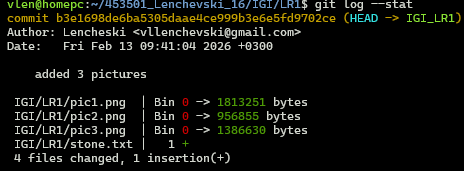 vlen@homepc:~/453501_Lenchevski_16/IGI/LR1$ git log --stat
commit b3e1698de6ba5305daae4ce999b3e6e5fd9702ce (HEAD -> IGI_LR1)
Author: Lencheski <vllenchevski@gmail.com>
Date:   Fri Feb 13 09:41:04 2026 +0300
    added 3 pictures
 IGI/LR1/pic1.png  | Bin 0 -> 1813251 bytes
 IGI/LR1/pic2.png  | Bin 0 -> 956855 bytes
 IGI/LR1/pic3.png  | Bin 0 -> 1386630 bytes
 IGI/LR1/stone.txt |   1 +
 4 files changed, 1 insertion(+)